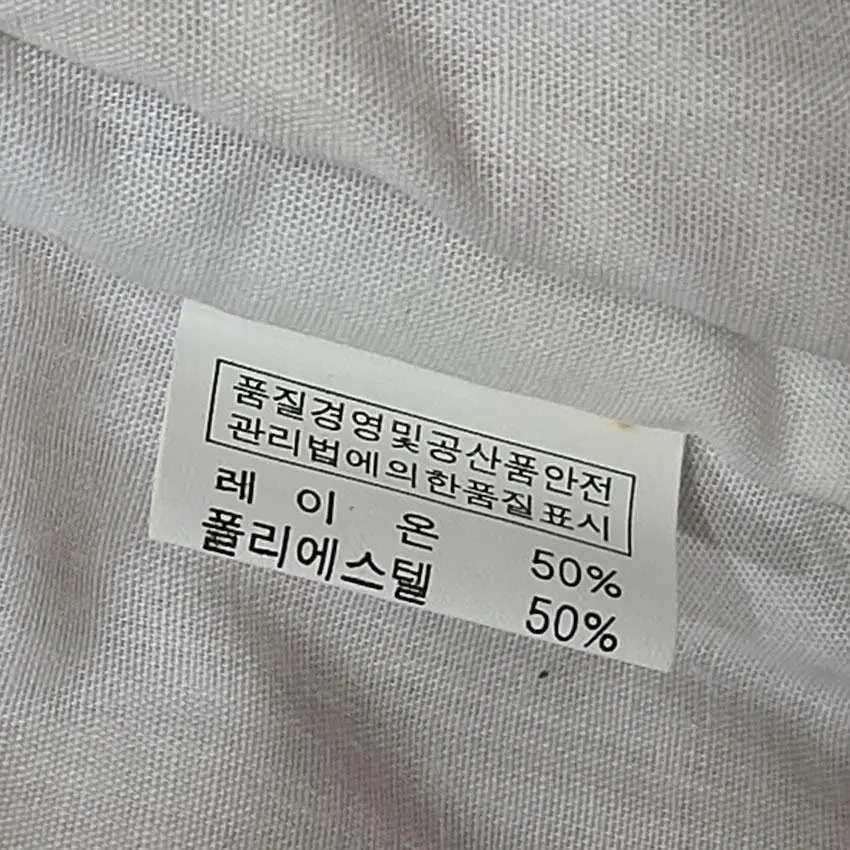 품질경영및공산품안전
관리법에의한품질표시
레 이 온 50%
폴리에스텔 50%